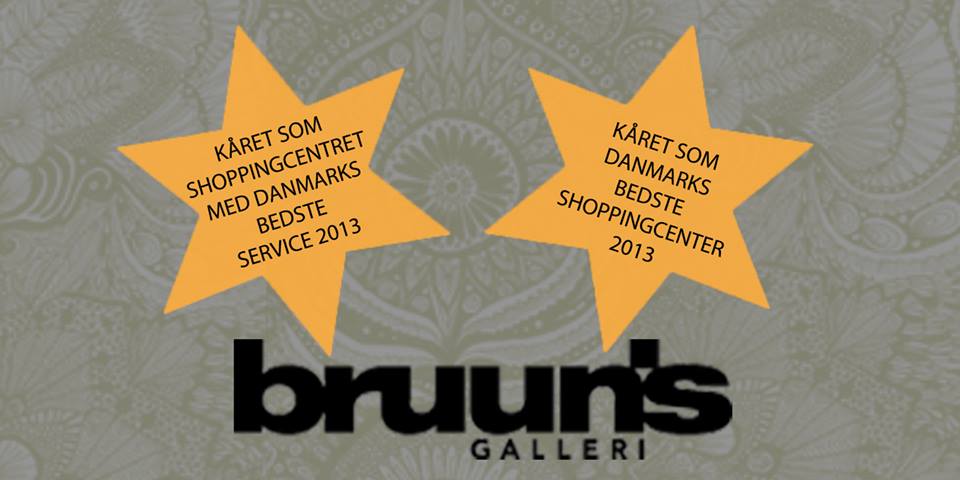 KÅRET SOM
SHOPPINGCENTRET
MED DANMARKS
BEDSTE
SERVICE 2013
KÅRET SOM
DANMARKS
BEDSTE
SHOPPINGCENTER
2013
bruun's
GALLERI